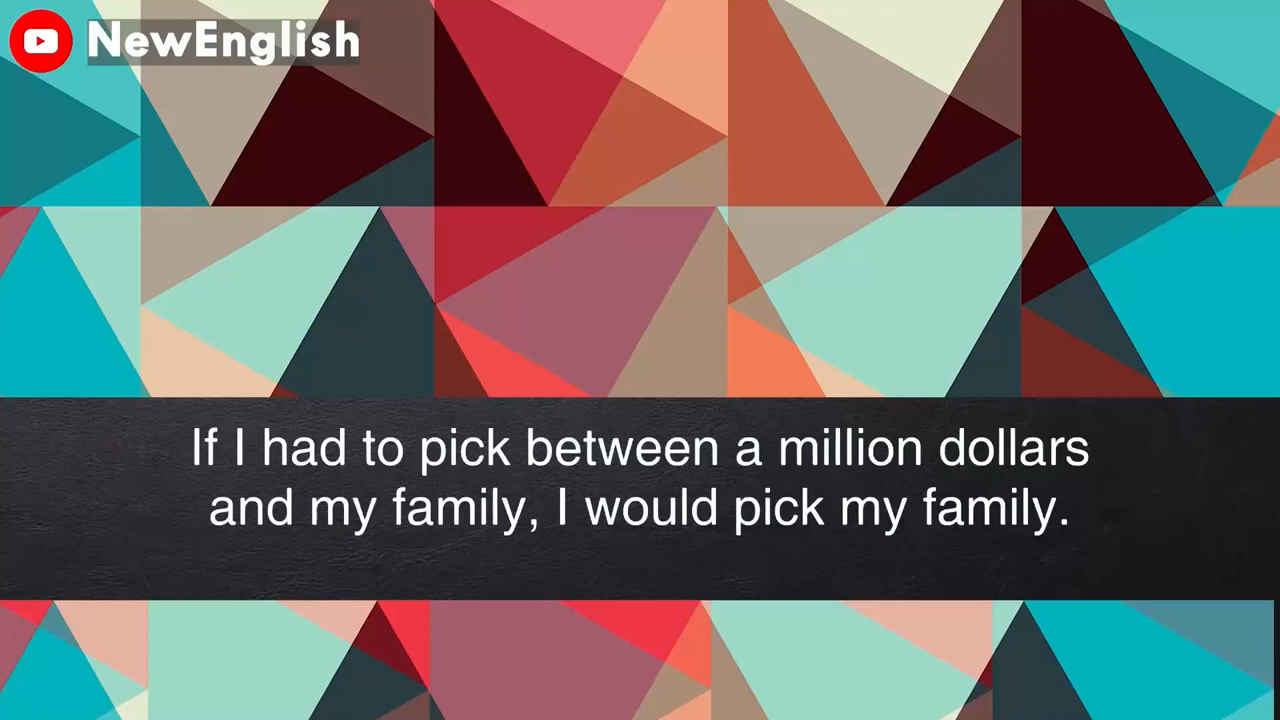 NewEnglish
If I had to pick between a million dollars
and my family, I would pick my family.